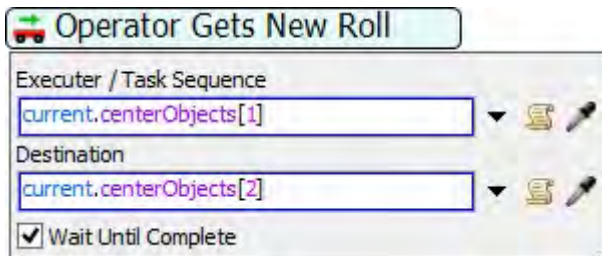 Operator Gets New Roll
Executer / Task Sequence
current.centerObjects[1]
Destination
current.centerObjects[2]
Wait Until Complete